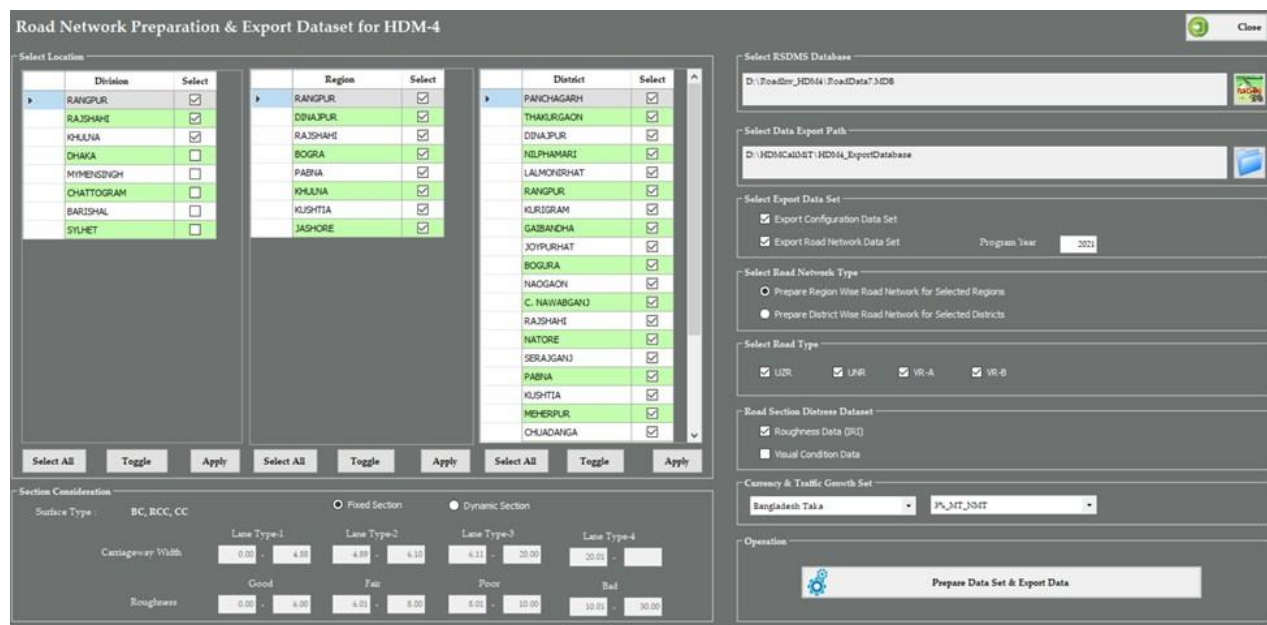 Road Network Preparation & Export Dataset for HDM-4
Close
Select Location
Division Select
RANGPUR
RAJSHAHI
KHULNA
DHAKA
MYMENSINGH
CHATTOGRAM
BARISHAL
SYLHET
Region Select
RANGPUR
DINAJPUR
RAJSHAHI
BOGRA
PABNA
KHULNA
KUSHTIA
JASHORE
District Select
PANCHAGARH
THAKURGAON
DINAJPUR
NILPHAMARI
LALMONIRHAT
RANGPUR
KURIGRAM
GAIBANDHA
JOYPURHAT
BOGURA
NAOGAON
C. NAWABGANJ
RAJSHAHI
NATORE
SERAJGANJ
PABNA
KUSHTIA
MEHERPUR
CHUADANGA
Select All Toggle Apply
Select All Toggle Apply
Select All Toggle Apply
Section Consideration
Surface Type : BC, RCC, CC
Fixed Section Dynamic Section
Lane Type-1 Lane Type-2 Lane Type-3 Lane Type-4
Carriageway Width 0.00 - 4.88 4.89 - 6.10 6.11 - 20.00 20.01 -
Good Fair Poor Bad
Roughness 0.00 - 6.00 6.01 - 8.00 8.01 - 10.00 10.01 - 30.00
Select RSDMS Database
D:\RoadInv_HDM4\RoadData7.MDB
Select Data Export Path
D:\HDMCaliMiT\HDM4_ExportDatabase
Select Export Data Set
Export Configuration Data Set
Export Road Network Data Set Program Year 2021
Select Road Network Type
Prepare Region Wise Road Network for Selected Regions
Prepare District Wise Road Network for Selected Districts
Select Road Type
UZR UNR VR-A VR-B
Road Section Distress Dataset
Roughness Data (IRI)
Visual Condition Data
Currency & Traffic Growth Set
Bangladesh Taka 3%_MT_NMT
Operation
Prepare Data Set & Export Data